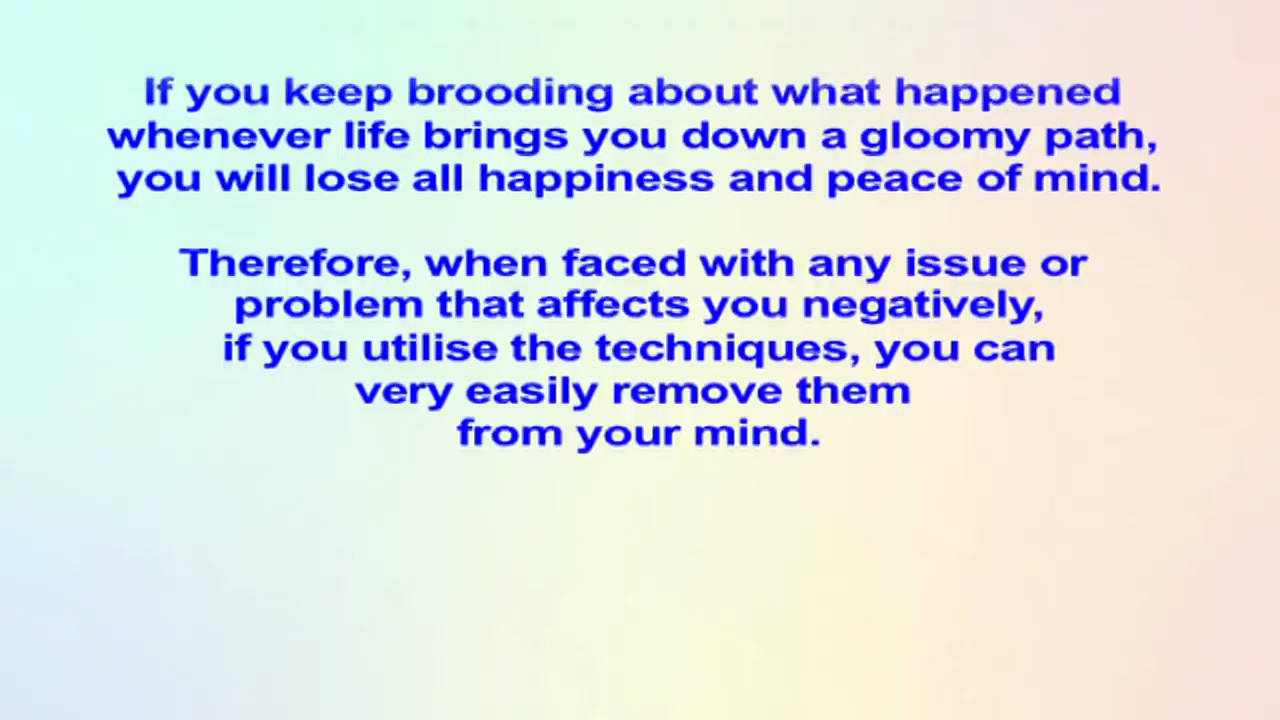 If you keep brooding about what happened
whenever life brings you down a gloomy path,
you will lose all happiness and peace of mind.
Therefore, when faced with any issue or
problem that affects you negatively,
if you utilise the techniques, you can
very easily remove them
from your mind.